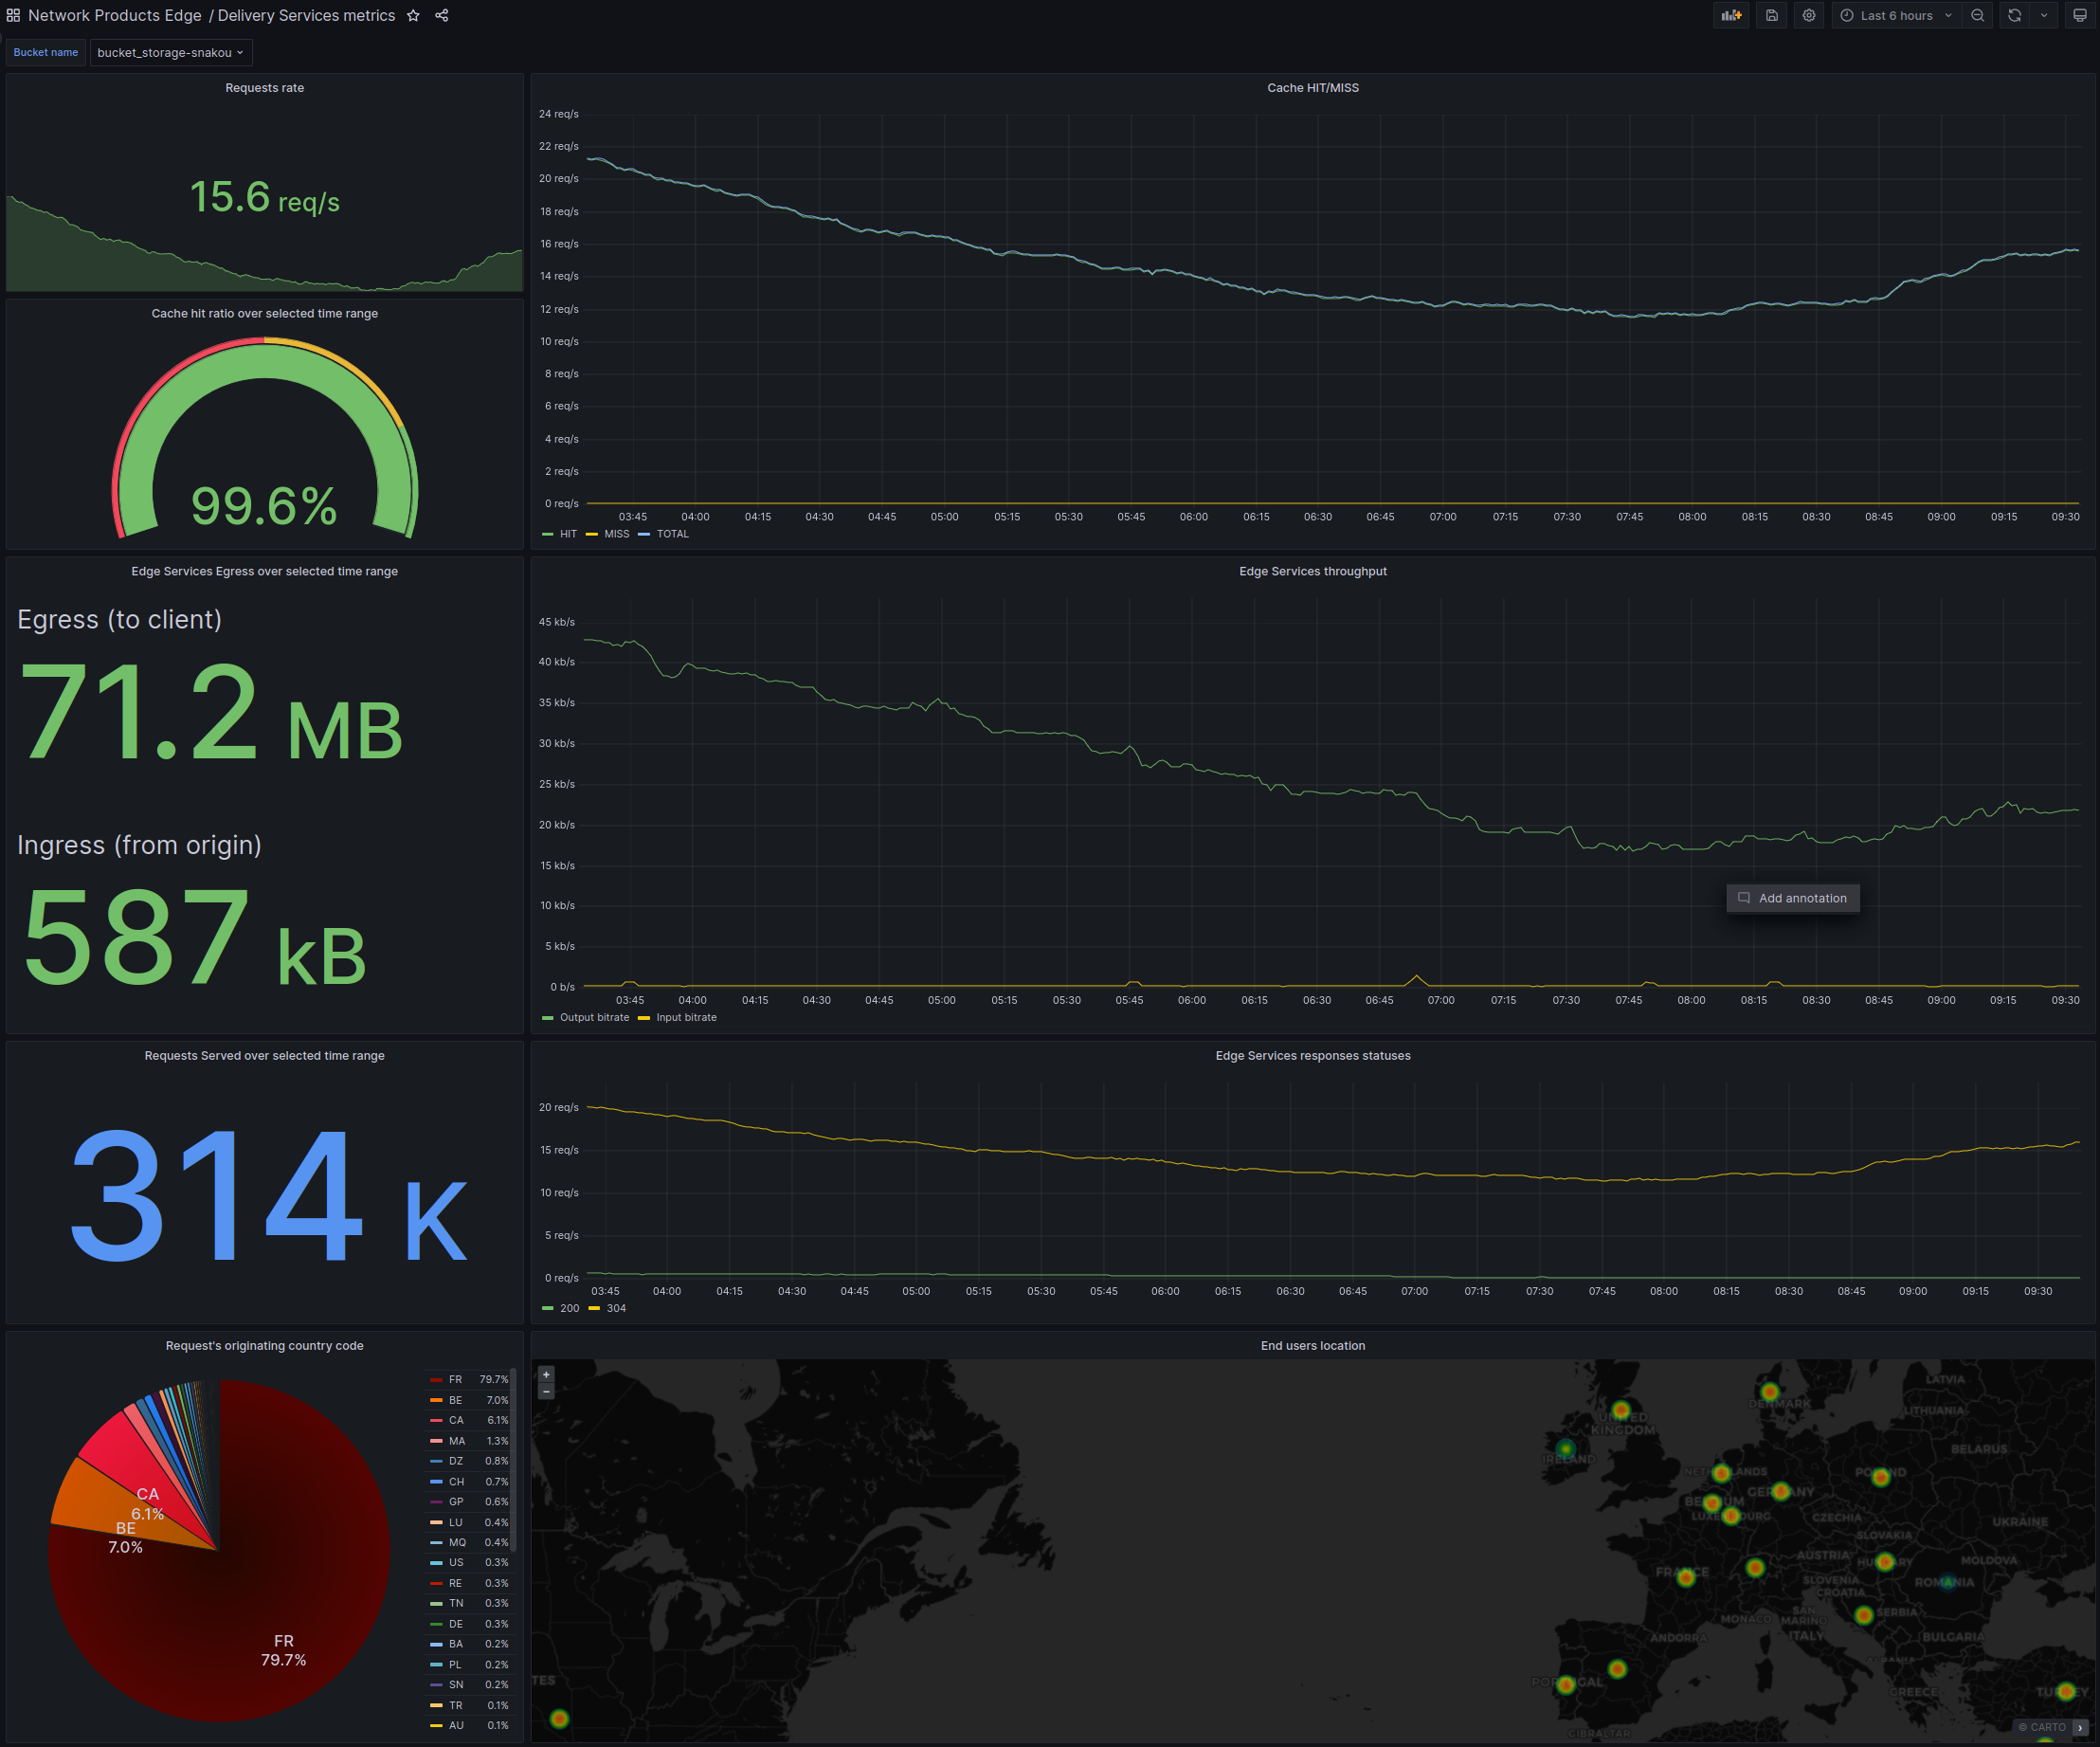 Network Products Edge / Delivery Services metrics
Last 6 hours
Bucket name
bucket_storage-snakou
Requests rate
15.6 req/s
Cache hit ratio over selected time range
99.6%
Cache HIT/MISS
24 req/s
22 req/s
20 req/s
18 req/s
16 req/s
14 req/s
12 req/s
10 req/s
8 req/s
6 req/s
4 req/s
2 req/s
0 req/s
03:45 04:00 04:15 04:30 04:45 05:00 05:15 05:30 05:45 06:00 06:15 06:30 06:45 07:00 07:15 07:30 07:45 08:00 08:15 08:30 08:45 09:00 09:15 09:30
HIT MISS TOTAL
Edge Services Egress over selected time range
Egress (to client)
71.2 MB
Ingress (from origin)
587 kB
Edge Services throughput
45 kb/s
40 kb/s
35 kb/s
30 kb/s
25 kb/s
20 kb/s
15 kb/s
10 kb/s
5 kb/s
0 b/s
Add annotation
03:45 04:00 04:15 04:30 04:45 05:00 05:15 05:30 05:45 06:00 06:15 06:30 06:45 07:00 07:15 07:30 07:45 08:00 08:15 08:30 08:45 09:00 09:15 09:30
Output bitrate Input bitrate
Requests Served over selected time range
314 K
Edge Services responses statuses
20 req/s
15 req/s
10 req/s
5 req/s
0 req/s
03:45 04:00 04:15 04:30 04:45 05:00 05:15 05:30 05:45 06:00 06:15 06:30 06:45 07:00 07:15 07:30 07:45 08:00 08:15 08:30 08:45 09:00 09:15 09:30
200 304
Request's originating country code
CA
6.1%
BE
7.0%
FR
79.7%
FR 79.7%
BE 7.0%
CA 6.1%
MA 1.3%
DZ 0.8%
CH 0.7%
GP 0.6%
LU 0.4%
MQ 0.4%
US 0.3%
RE 0.3%
TN 0.3%
DE 0.3%
BA 0.2%
PL 0.2%
SN 0.2%
TR 0.1%
AU 0.1%
End users location
+
−
LATVIA
DENMARK
LITHUANIA
UNITED
KINGDOM
BELARUS
IRELAND
CZECHIA
UKRAINE
SLOVAKIA
AUSTRIA
MOLDOVA
SLOVENIA
ROMANIA
CROATIA
SAN
MARINO
MONACO
SERBIA
ITALY
ANDORRA
BULGARIA
ALBANIA
TES
GREECE
GIBRALTAR
© CARTO